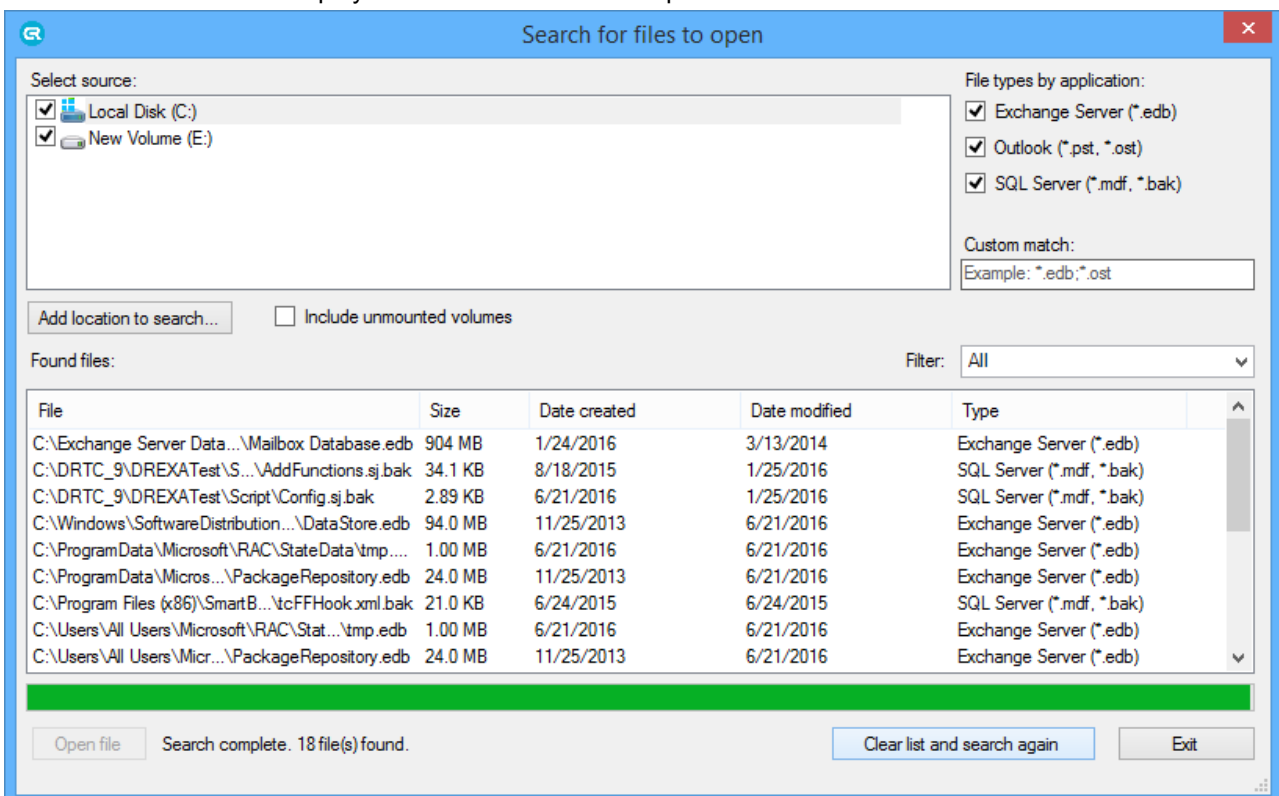 Search for files to open
Select source:
File types by application:
Local Disk (C:)
New Volume (E:)
Exchange Server (*.edb)
Outlook (*.pst, *.ost)
SQL Server (*.mdf, *.bak)
Custom match:
Example: *.edb;*.ost
Add location to search...
Include unmounted volumes
Found files:
Filter: All
File Size Date created Date modified Type
C:\Exchange Server Data...\Mailbox Database.edb 904 MB 1/24/2016 3/13/2014 Exchange Server (*.edb)
C:\DRTC_9\DREXATest\S...\AddFunctions.sj.bak 34.1 KB 8/18/2015 1/25/2016 SQL Server (*.mdf, *.bak)
C:\DRTC_9\DREXATest\Script\Config.sj.bak 2.89 KB 6/21/2016 1/25/2016 SQL Server (*.mdf, *.bak)
C:\Windows\SoftwareDistribution...\DataStore.edb 94.0 MB 11/25/2013 6/21/2016 Exchange Server (*.edb)
C:\ProgramData\Microsoft\RAC\StateData\tmp.... 1.00 MB 6/21/2016 6/21/2016 Exchange Server (*.edb)
C:\ProgramData\Micros...\PackageRepository.edb 24.0 MB 11/25/2013 6/21/2016 Exchange Server (*.edb)
C:\Program Files (x86)\SmartB...\tcFFHook.xml.bak 21.0 KB 6/24/2015 6/24/2015 SQL Server (*.mdf, *.bak)
C:\Users\All Users\Microsoft\RAC\Stat...\tmp.edb 1.00 MB 6/21/2016 6/21/2016 Exchange Server (*.edb)
C:\Users\All Users\Micr...\PackageRepository.edb 24.0 MB 11/25/2013 6/21/2016 Exchange Server (*.edb)
Open file Search complete. 18 file(s) found. Clear list and search again Exit